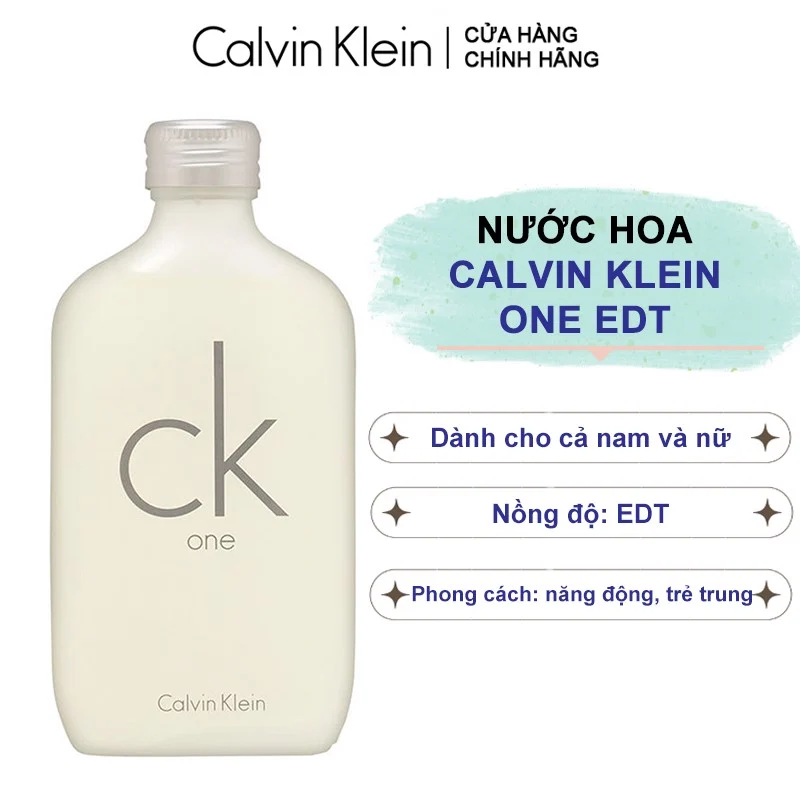 Calvin Klein
CỬA HÀNG
CHÍNH HÃNG
NƯỚC HOA
CALVIN KLEIN
ONE EDT
ck
one
Calvin Klein
Dành cho cả nam và nữ
Nồng độ: EDT
Phong cách: năng động, trẻ trung